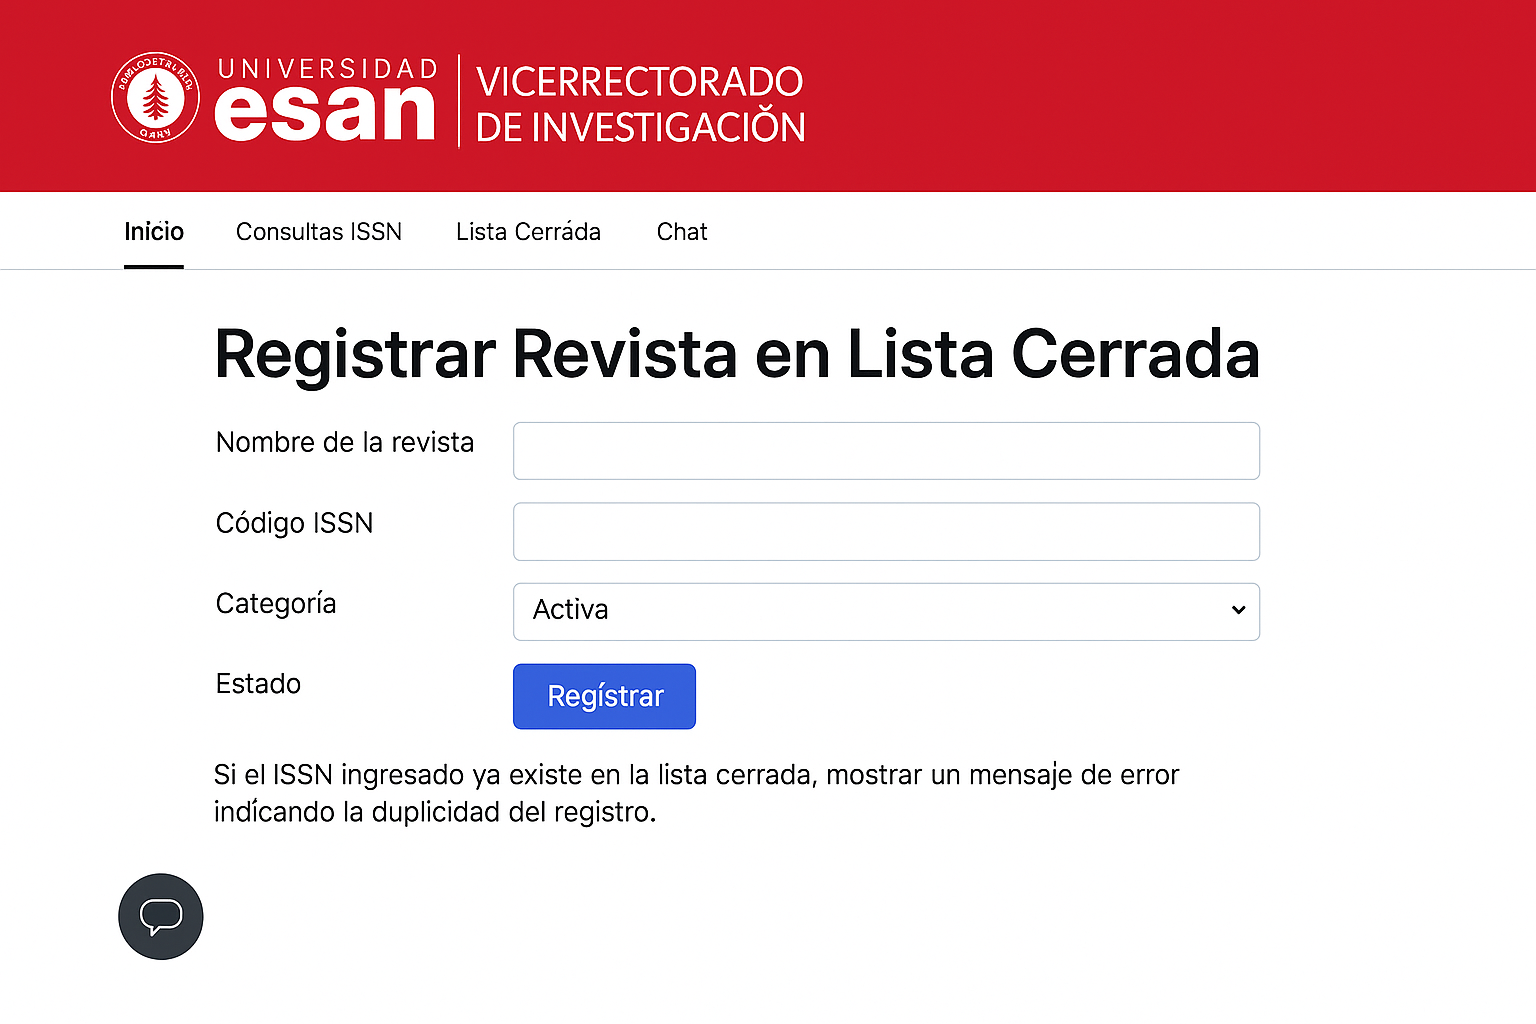 UNIVERSIDAD
esan
VICERRECTORADO
DE INVESTIGACIǑN
Inicio
Consultas ISSN
Lista Cerráda
Chat
Registrar Revista en Lista Cerrada
Nombre de la revista
Código ISSN
Categoría
Activa
Estado
Regístrar
Si el ISSN ingresado ya existe en la lista cerrada, mostrar un mensaje de error
indícando la duplicidad del registro.